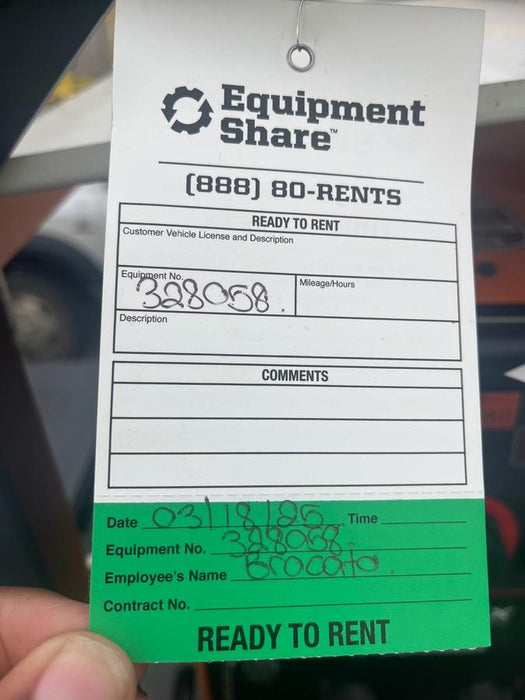 Equipment
Share™
(888) 80-RENTS
READY TO RENT
Customer Vehicle License and Description
Equipment No. 328058. Mileage/Hours
Description
COMMENTS
Date 03/18/25 Time
Equipment No. 328058.
Employee's Name Brocato
Contract No.
READY TO RENT